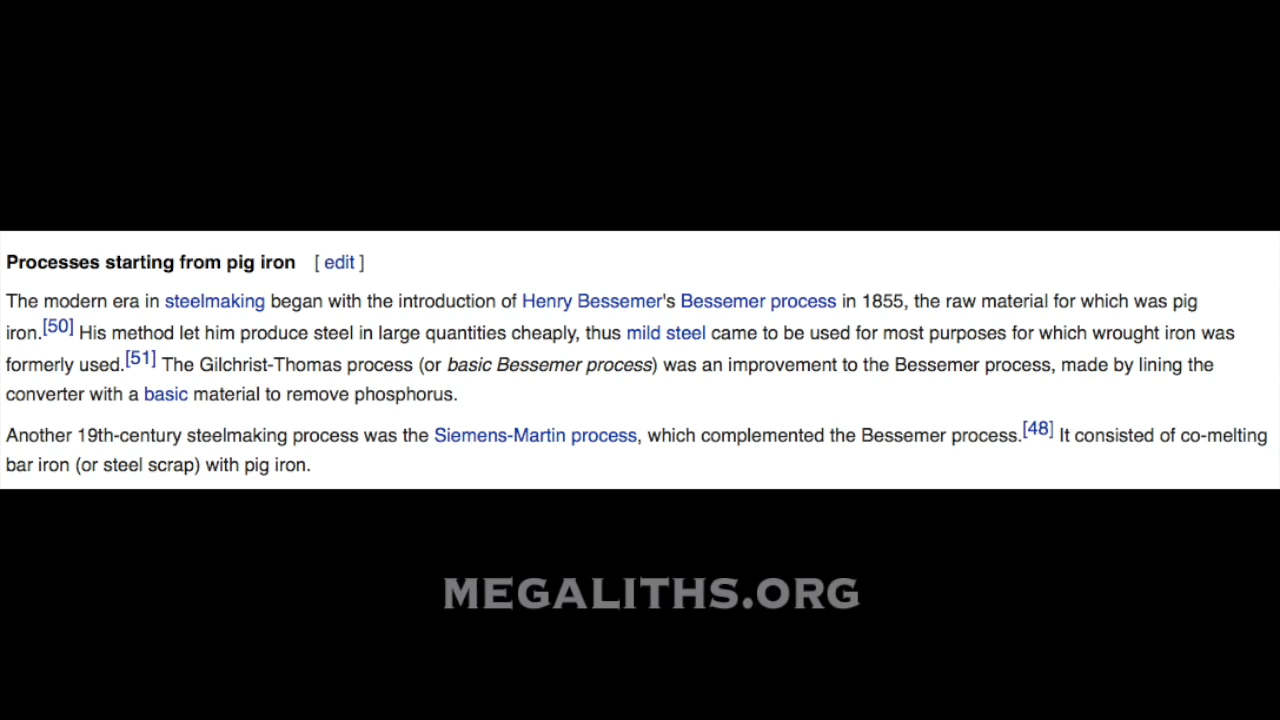 Processes starting from pig iron [ edit ]
The modern era in steelmaking began with the introduction of Henry Bessemer's Bessemer process in 1855, the raw material for which was pig
iron.[50] His method let him produce steel in large quantities cheaply, thus mild steel came to be used for most purposes for which wrought iron was
formerly used.[51] The Gilchrist-Thomas process (or basic Bessemer process) was an improvement to the Bessemer process, made by lining the
converter with a basic material to remove phosphorus.
Another 19th-century steelmaking process was the Siemens-Martin process, which complemented the Bessemer process.[48] It consisted of co-melting
bar iron (or steel scrap) with pig iron.
MEGALITHS.ORG